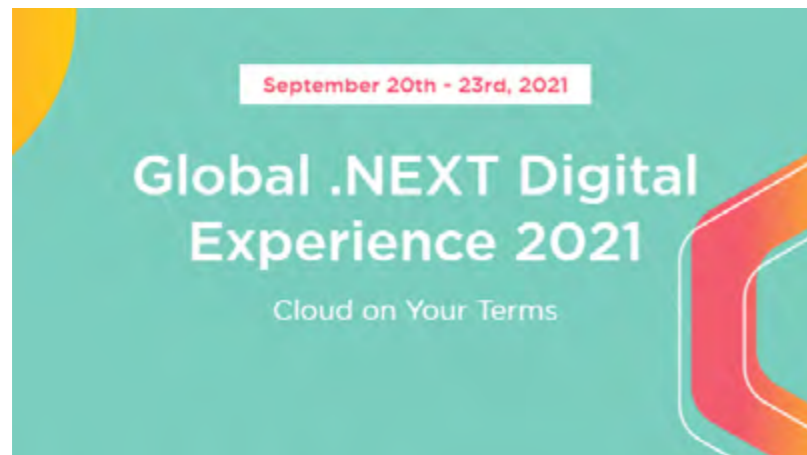 September 20th - 23rd, 2021
Global .NEXT Digital
Experience 2021
Cloud on Your Terms